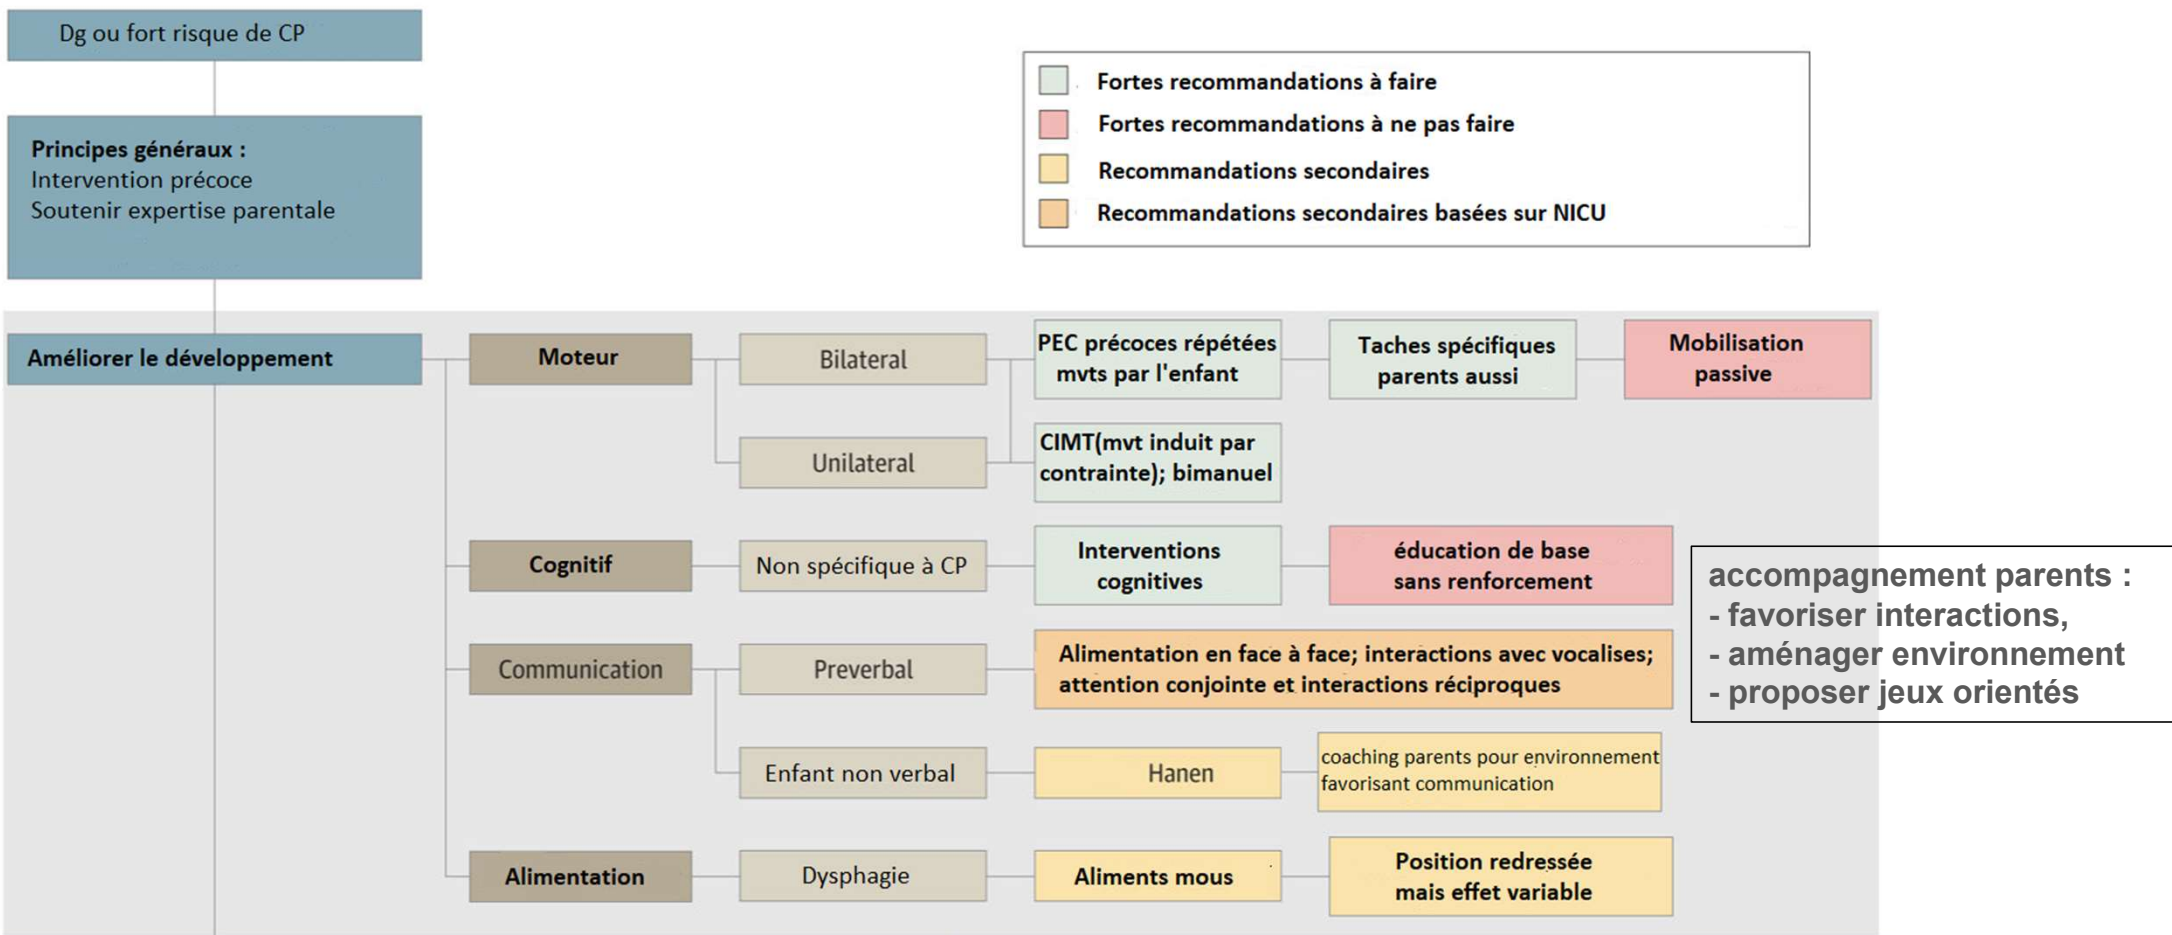 Dg ou fort risque de CP
Principes généraux :
Intervention précoce
Soutenir expertise parentale
Fortes recommandations à faire
Fortes recommandations à ne pas faire
Recommandations secondaires
Recommandations secondaires basées sur NICU
Améliorer le développement
Moteur
Bilateral
PEC précoces répétées
mvts par l'enfant
Taches spécifiques
parents aussi
Mobilisation
passive
Unilateral
CIMT(mvt induit par
contrainte); bimanuel
Cognitif
Non spécifique à CP
Interventions
cognitives
éducation de base
sans renforcement
accompagnement parents :
- favoriser interactions,
- aménager environnement
- proposer jeux orientés
Communication
Preverbal
Alimentation en face à face; interactions avec vocalises;
attention conjointe et interactions réciproques
Enfant non verbal
Hanen
coaching parents pour environnement
favorisant communication
Alimentation
Dysphagie
Aliments mous
Position redressée
mais effet variable